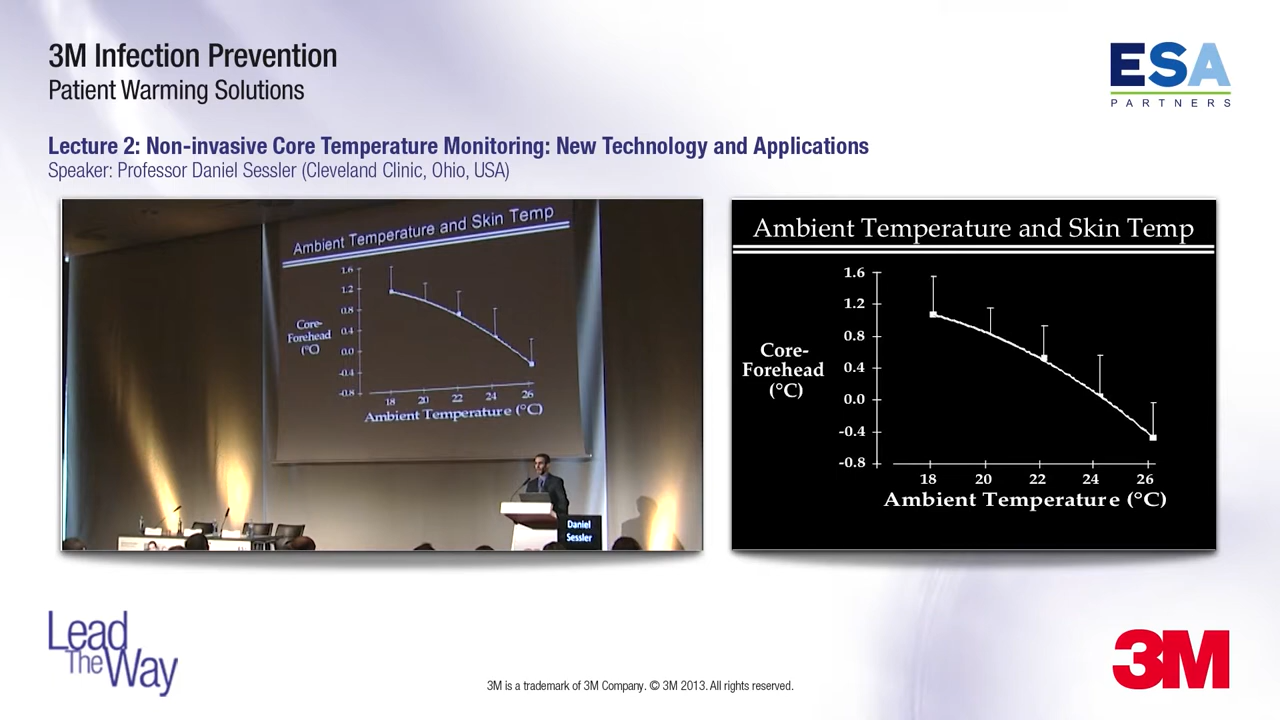 3M Infection Prevention
Patient Warming Solutions
ESA
PARTNERS
Lecture 2: Non-invasive Core Temperature Monitoring: New Technology and Applications
Speaker: Professor Daniel Sessler (Cleveland Clinic, Ohio, USA)
Ambient Temperature and Skin Temp
1.6
1.2
0.8
0.4
0.0
-0.4
-0.8
Core-
Forehead
(°C)
18 20 22 24 26
Ambient Temperature (°C)
Daniel
Sessler
Ambient Temperature and Skin Temp
1.6
1.2
0.8
0.4
0.0
-0.4
-0.8
Core-
Forehead
(°C)
18 20 22 24 26
Ambient Temperature (°C)
Lead
The Way
3M is a trademark of 3M Company. © 3M 2013. All rights reserved.
3M